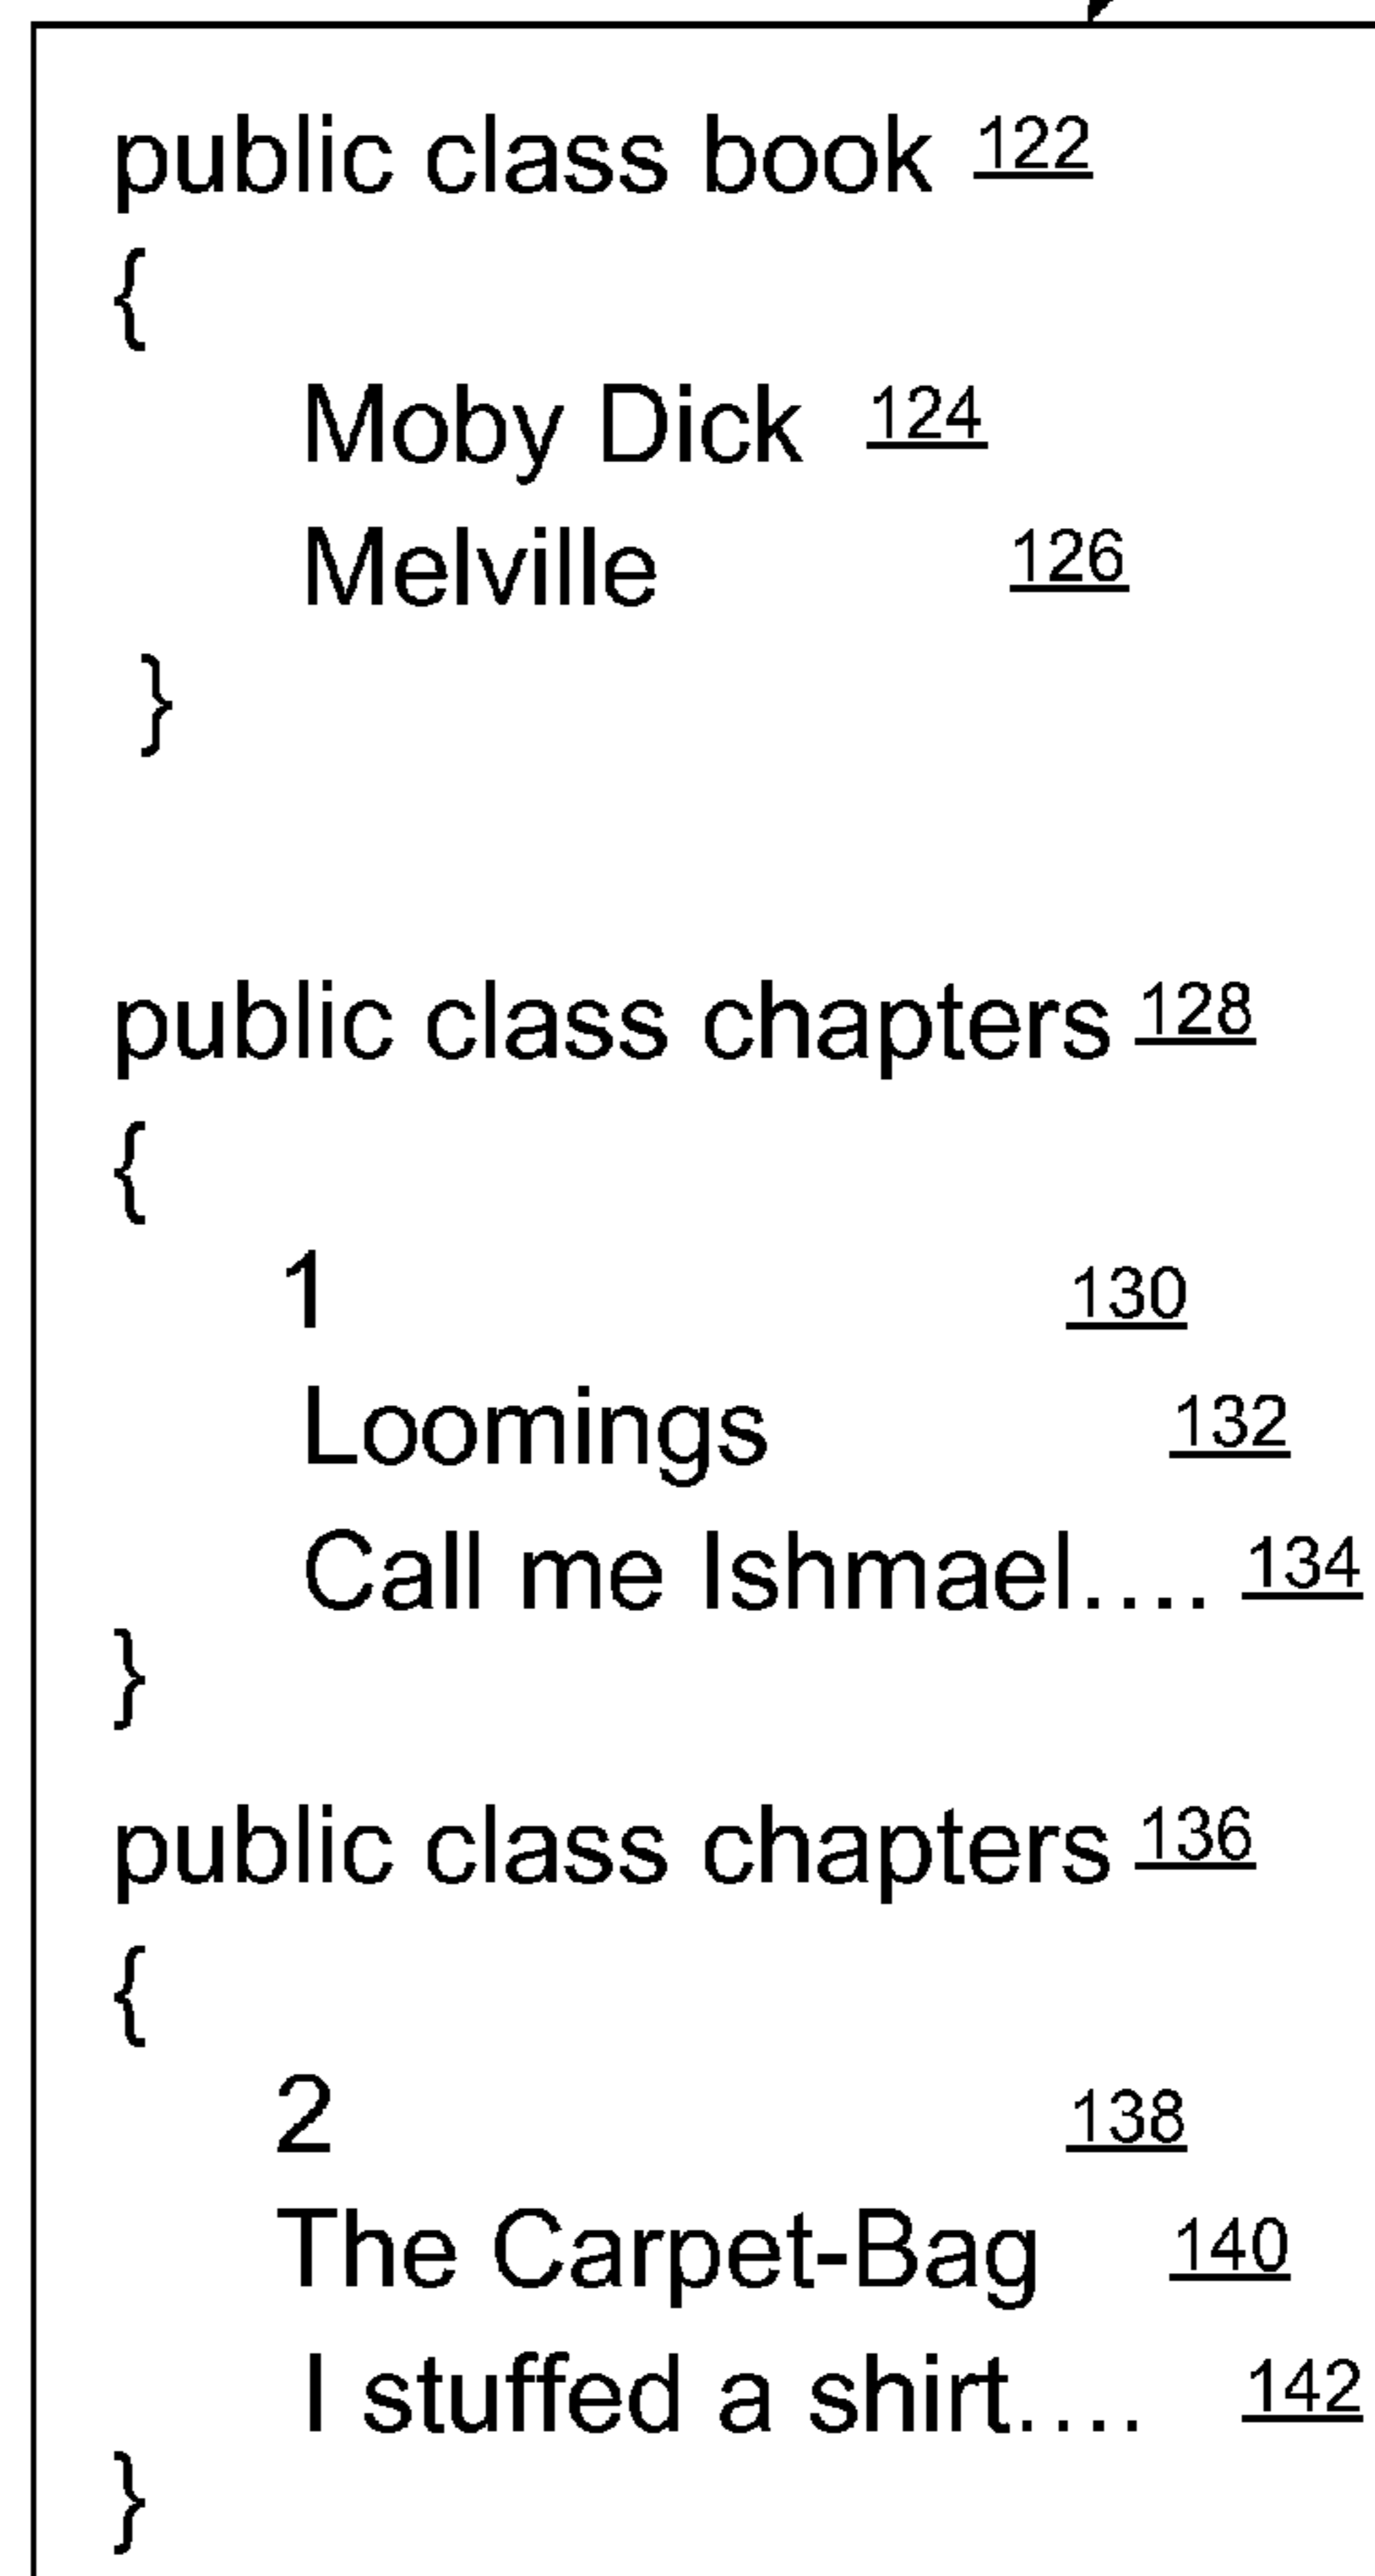 public class book 122
{
Moby Dick 124
Melville 126
}
public class chapters 128
{
1 130
Loomings 132
Call me Ishmael.... 134
}
public class chapters 136
{
2 138
The Carpet-Bag 140
I stuffed a shirt.... 142
}